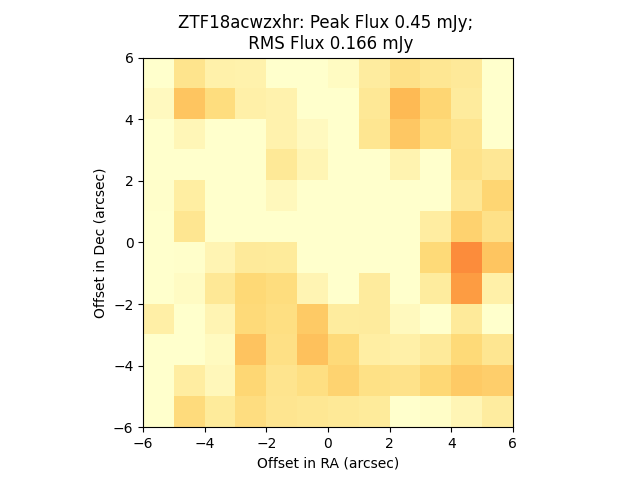 ZTF18acwzxhr: Peak Flux 0.45 mJy;
RMS Flux 0.166 mJy
6
4
2
0
−2
−4
−6
Offset in Dec (arcsec)
−6 −4 −2 0 2 4 6
Offset in RA (arcsec)